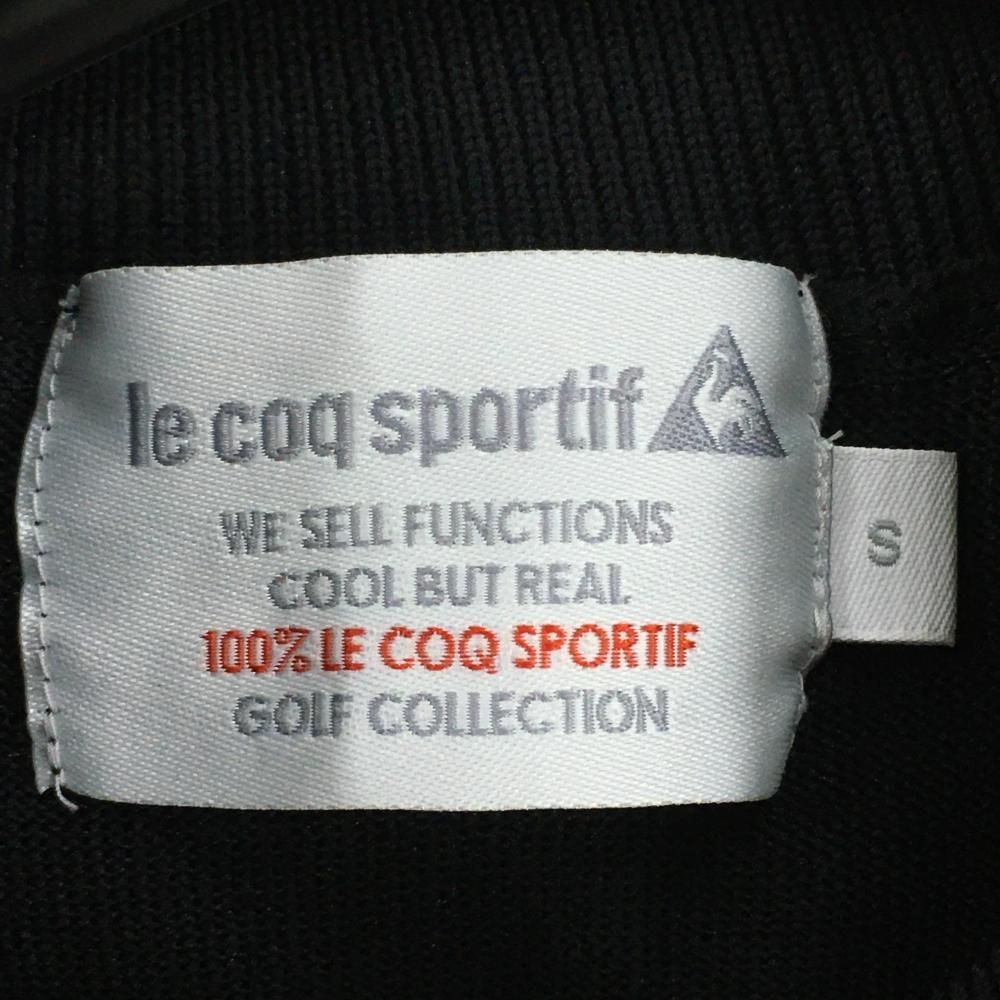 le coq sportif
WE SELL FUNCTIONS
COOL BUT REAL
100% LE COQ SPORTIF
GOLF COLLECTION
S